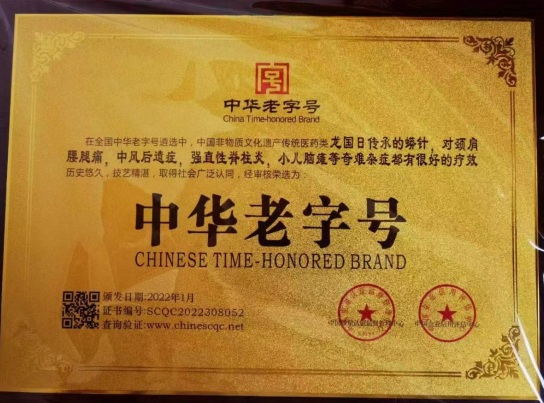 中华老字号
China Time-honored Brand
在全国中华老字号遴选中,中国非物质文化遗产传统医药类龙国日传承的蟒针,对颈肩
腰腿痛,中风后遗症,强直性脊柱炎,小儿脑瘫等奇难杂症都有很好的疗效
历史悠久,技艺精湛,取得社会广泛认同,经审核荣选为:
中华老字号
CHINESE TIME-HONORED BRAND
颁发日期:2022年1月
证书编号:SCQC2022308052
查询验证:www.chinescqc.net